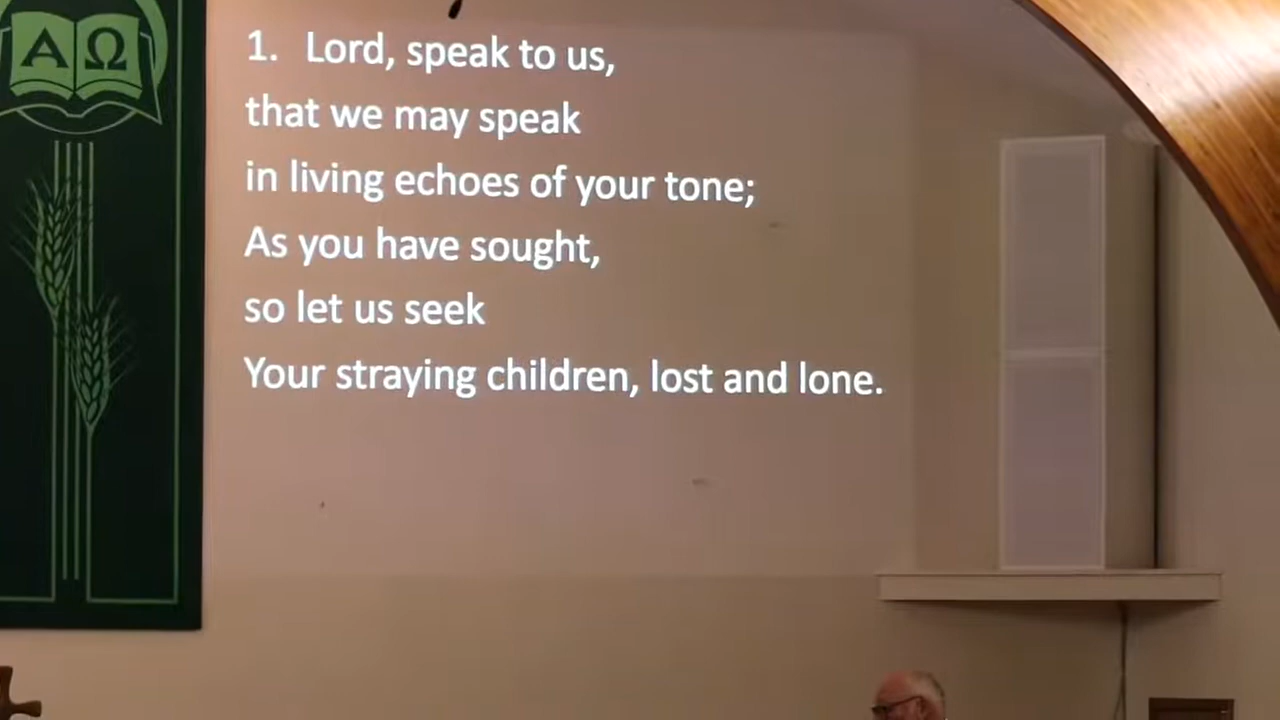 Α Ω
1. Lord, speak to us,
that we may speak
in living echoes of your tone;
As you have sought,
so let us seek
Your straying children, lost and lone.